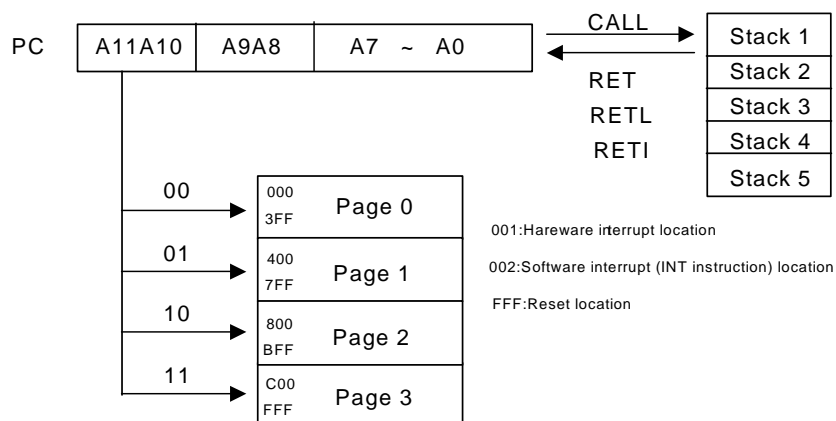 PC
A11A10 A9A8 A7 ~ A0
CALL
RET
RETL
RETI
Stack 1
Stack 2
Stack 3
Stack 4
Stack 5
00
000
3FF
Page 0
01
400
7FF
Page 1
10
800
BFF
Page 2
11
C00
FFF
Page 3
001:Hareware interrupt location
002:Software interrupt (INT instruction) location
FFF:Reset location